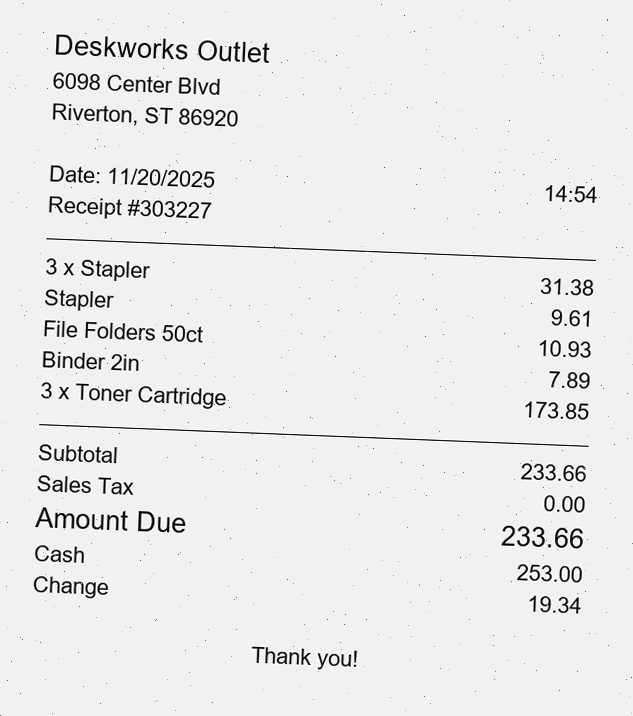 Deskworks Outlet
6098 Center Blvd
Riverton, ST 86920
Date: 11/20/2025 14:54
Receipt #303227
3 x Stapler 31.38
Stapler 9.61
File Folders 50ct 10.93
Binder 2in 7.89
3 x Toner Cartridge 173.85
Subtotal 233.66
Sales Tax 0.00
Amount Due 233.66
Cash 253.00
Change 19.34
Thank you!